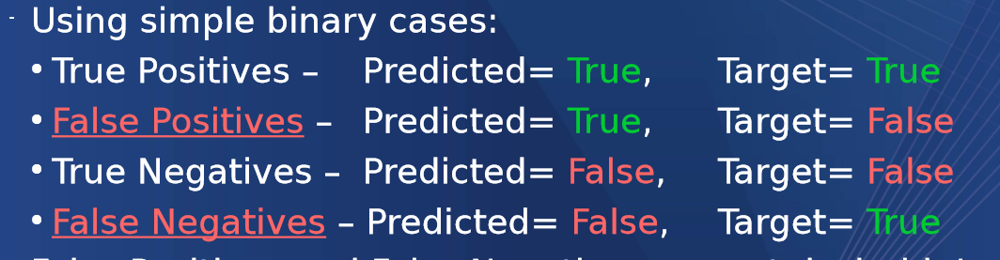 - Using simple binary cases:
• True Positives – Predicted= True, Target= True
• False Positives – Predicted= True, Target= False
• True Negatives – Predicted= False, Target= False
• False Negatives – Predicted= False, Target= True